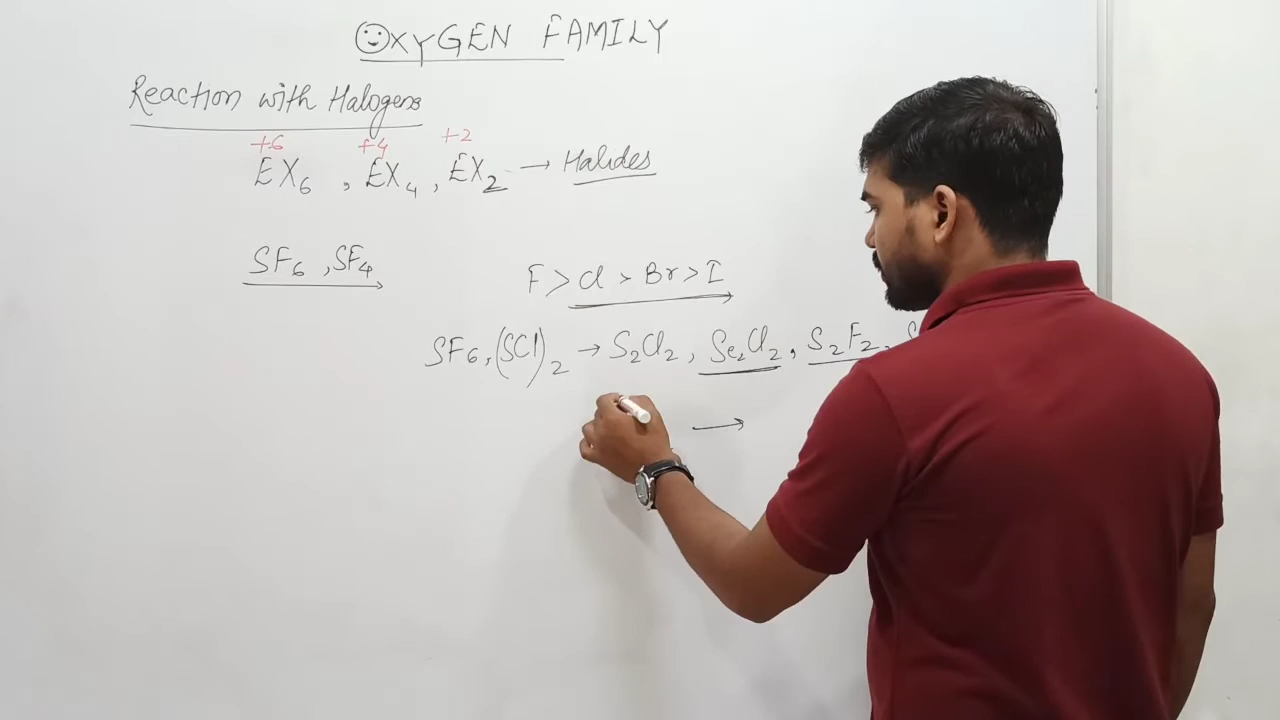 OXYGEN FAMILY
Reaction with Halogens
+6 +4 +2
EX₆ , EX₄ , EX₂ → Halides
SF₆ , SF₄
F > Cl > Br > I
SF₆ , (SCl)₂ → S₂Cl₂ , Se₂Cl₂ , S₂F₂ , S
→